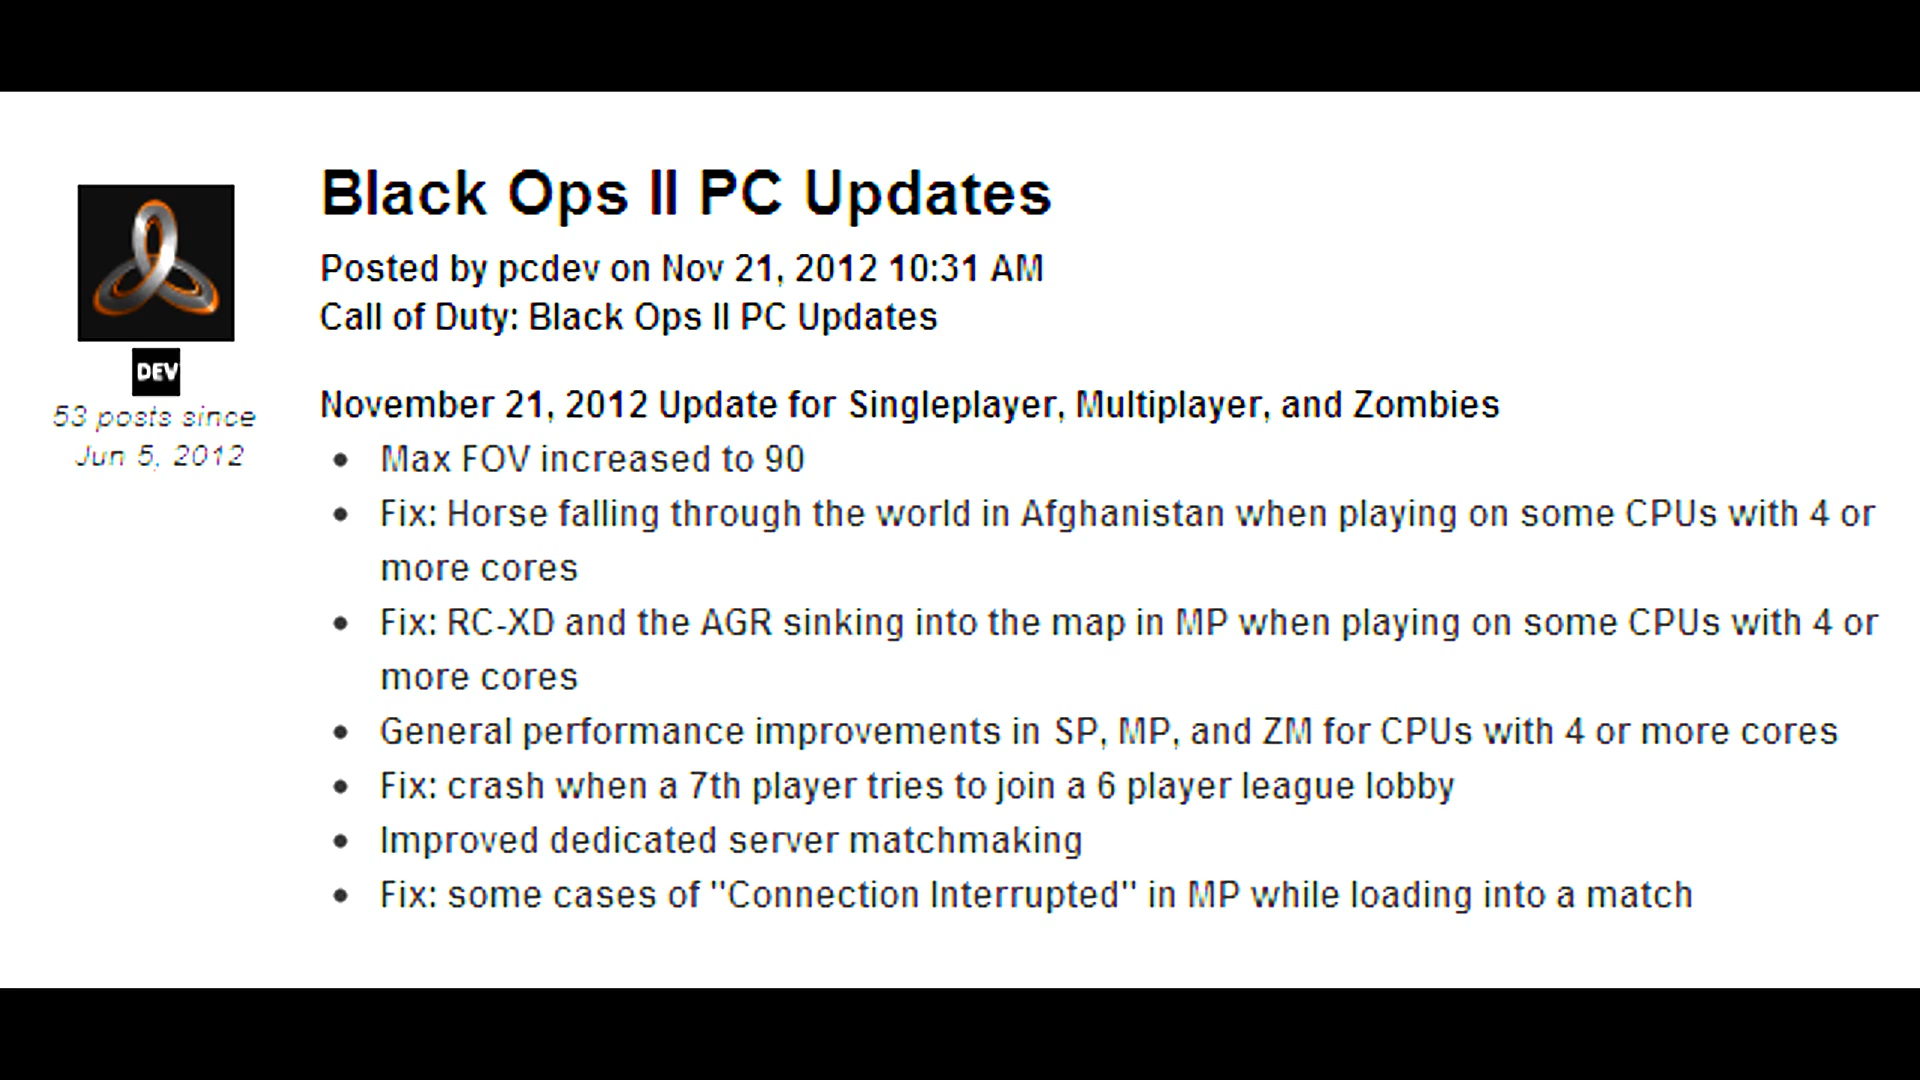 Black Ops II PC Updates
Posted by pcdev on Nov 21, 2012 10:31 AM
Call of Duty: Black Ops II PC Updates
DEV
53 posts since
Jun 5, 2012
November 21, 2012 Update for Singleplayer, Multiplayer, and Zombies
• Max FOV increased to 90
• Fix: Horse falling through the world in Afghanistan when playing on some CPUs with 4 or
more cores
• Fix: RC-XD and the AGR sinking into the map in MP when playing on some CPUs with 4 or
more cores
• General performance improvements in SP, MP, and ZM for CPUs with 4 or more cores
• Fix: crash when a 7th player tries to join a 6 player league lobby
• Improved dedicated server matchmaking
• Fix: some cases of "Connection Interrupted" in MP while loading into a match